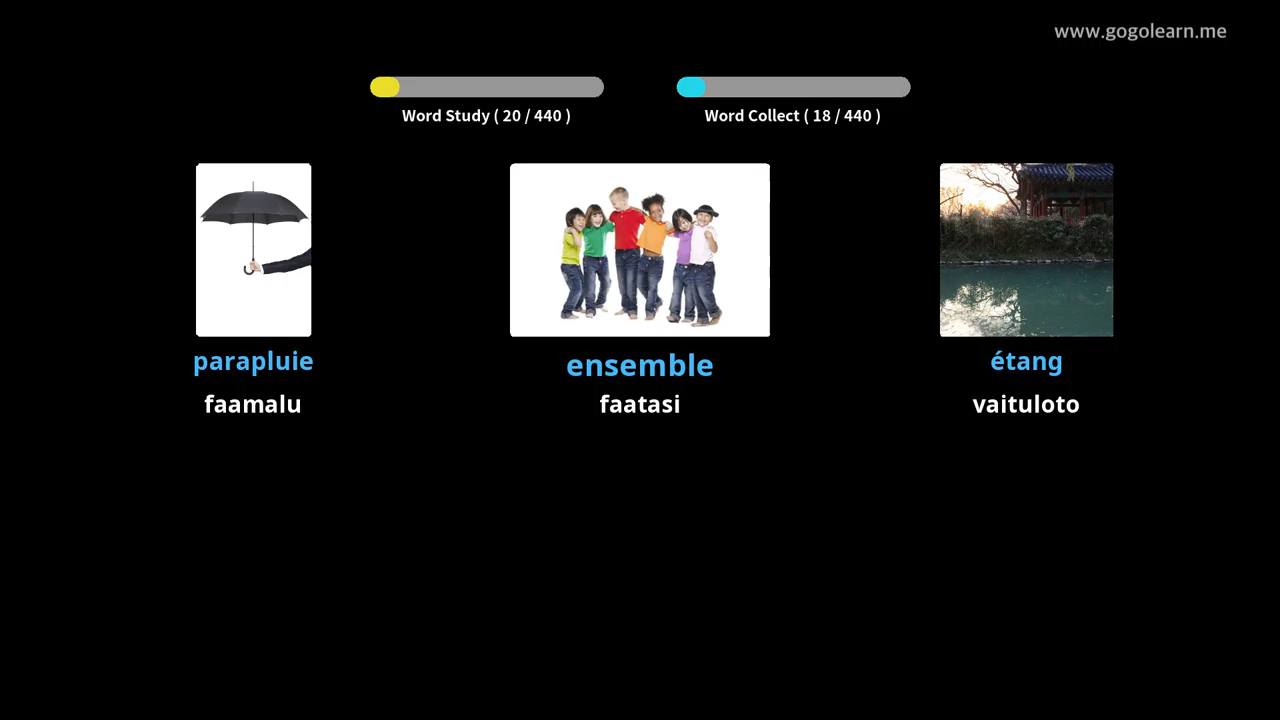 www.gogolearn.me
Word Study ( 20 / 440 )
Word Collect ( 18 / 440 )
parapluie
ensemble
étang
faamalu
faatasi
vaituloto